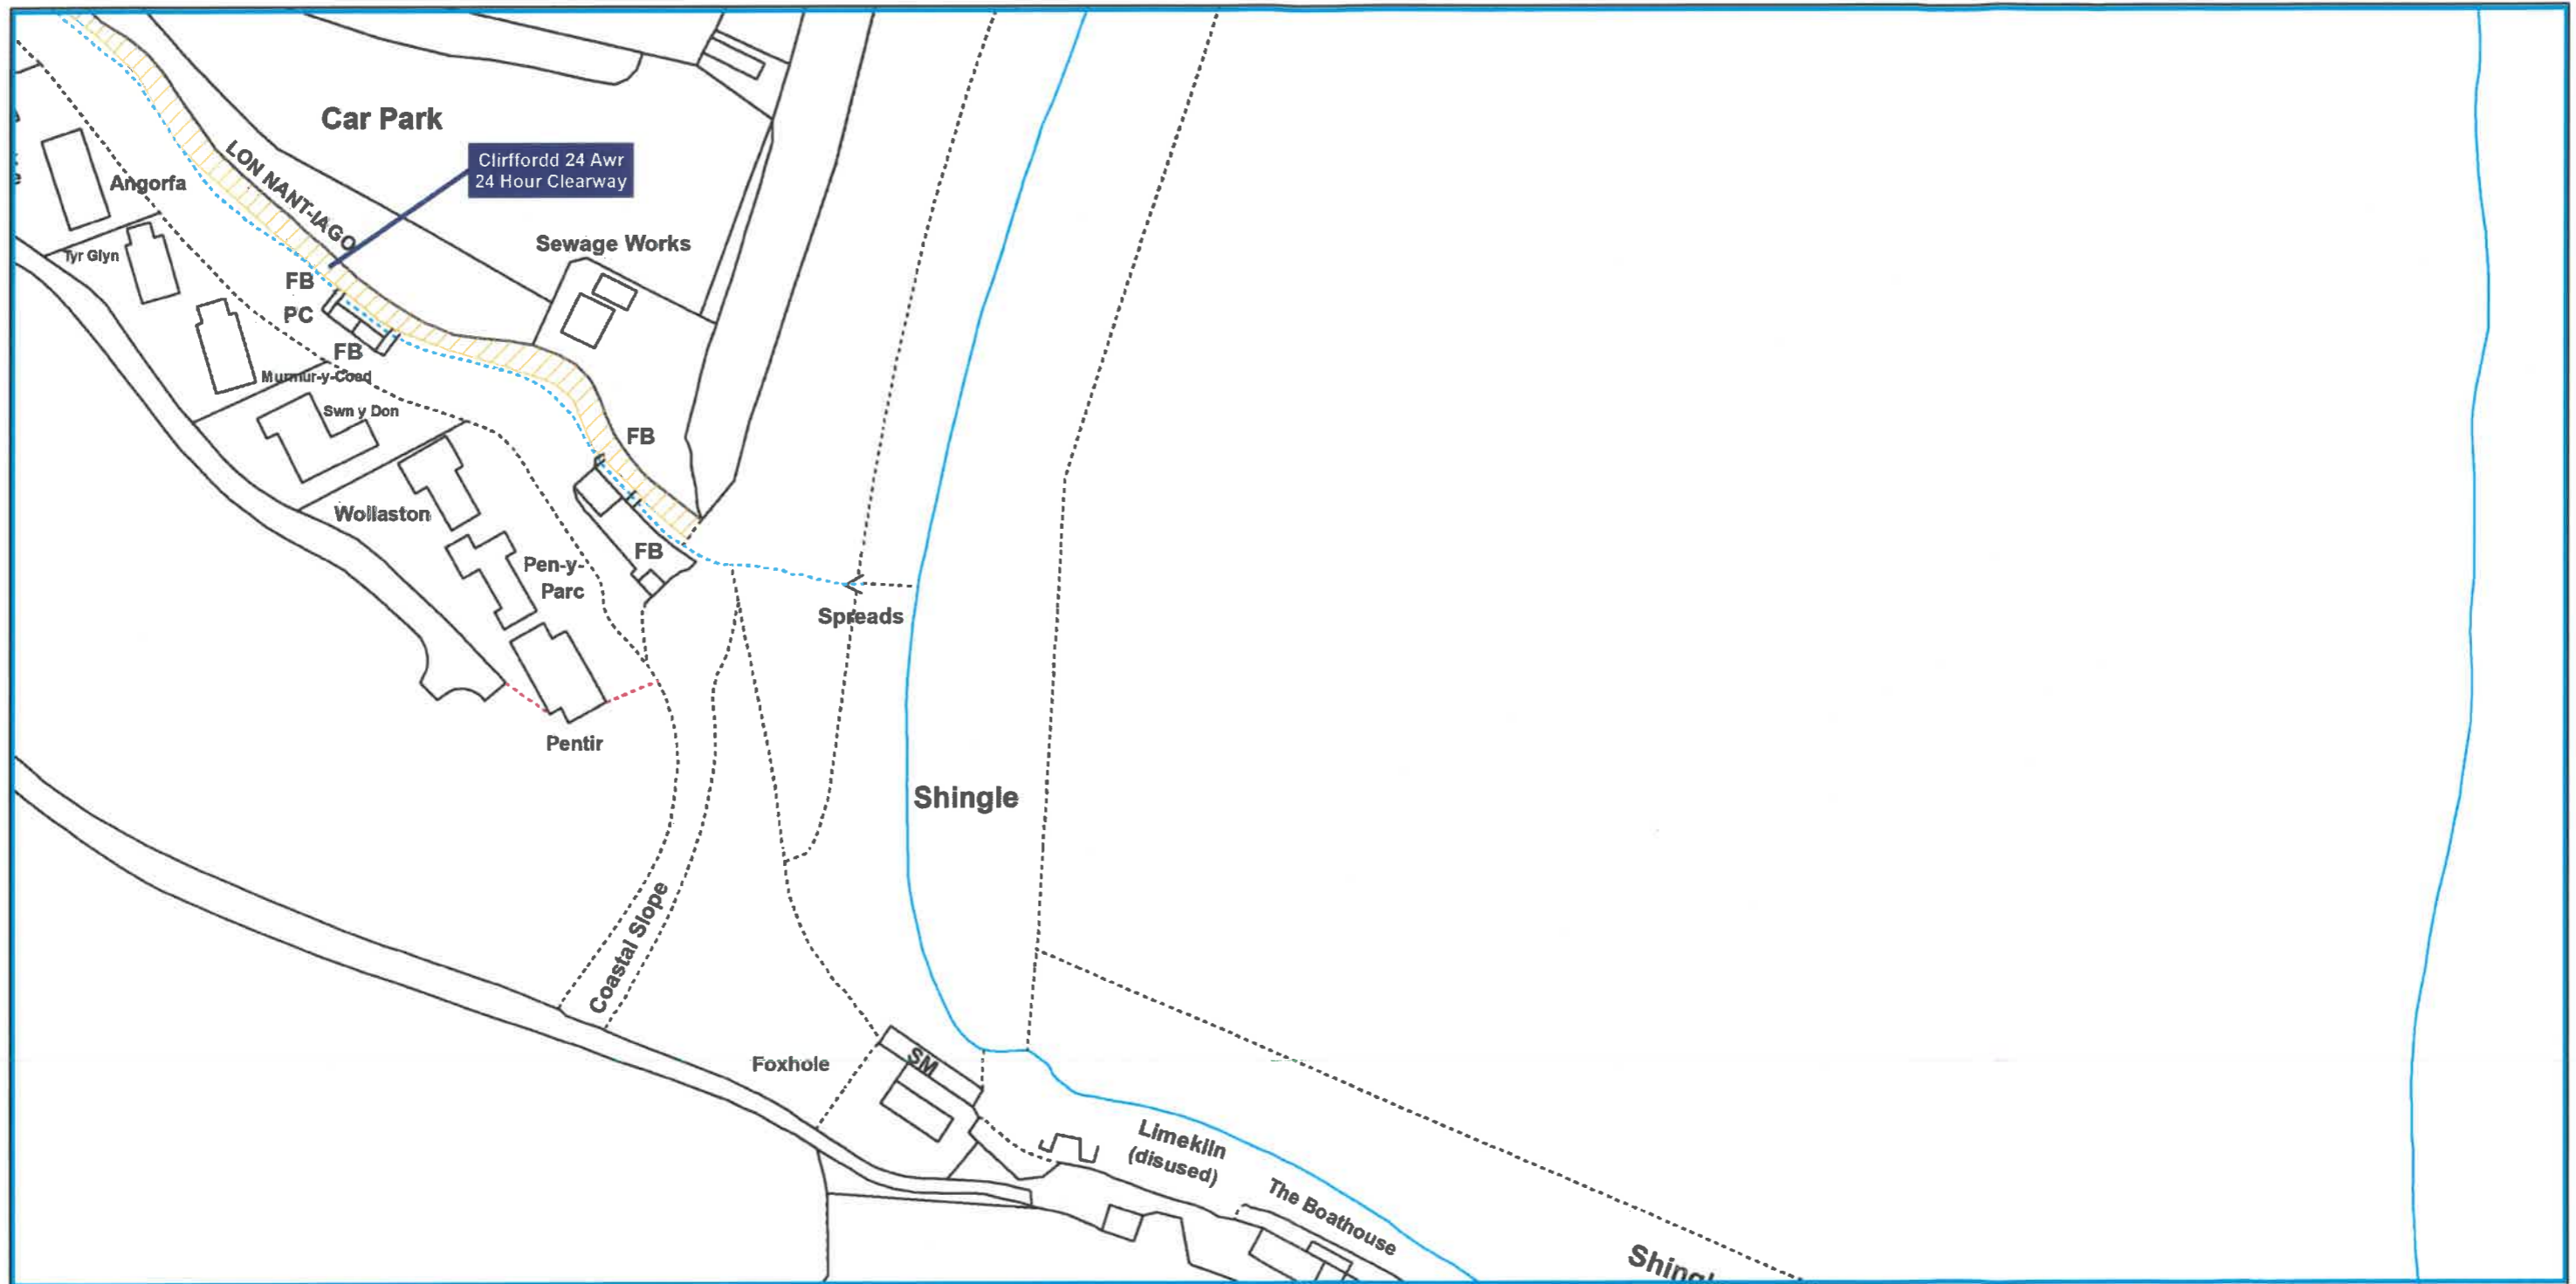 Car Park
Clirffordd 24 Awr
24 Hour Clearway
LON NANT-IAGO
Angorfa
Sewage Works
Tyr Glyn
FB
PC
FB
Murmur-y-Coed
Swn y Don
FB
Wollaston
FB
Pen-y-
Parc
Spreads
Pentir
Shingle
Coastal Slope
Foxhole
SM
Limekiln
(disused)
The Boathouse